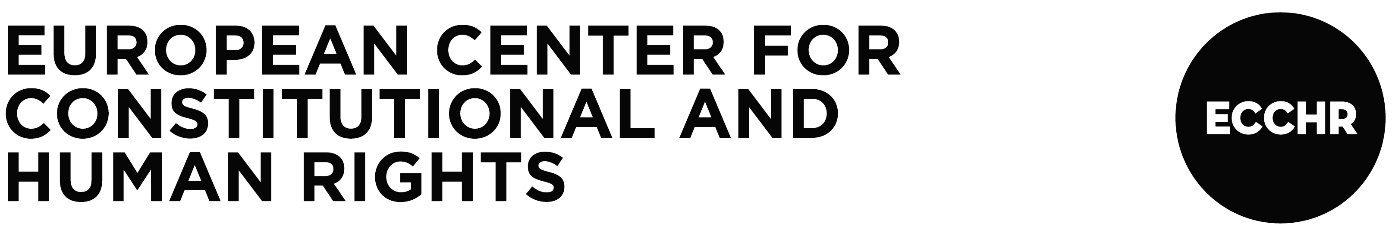 EUROPEAN CENTER FOR
CONSTITUTIONAL AND
HUMAN RIGHTS
ECCHR